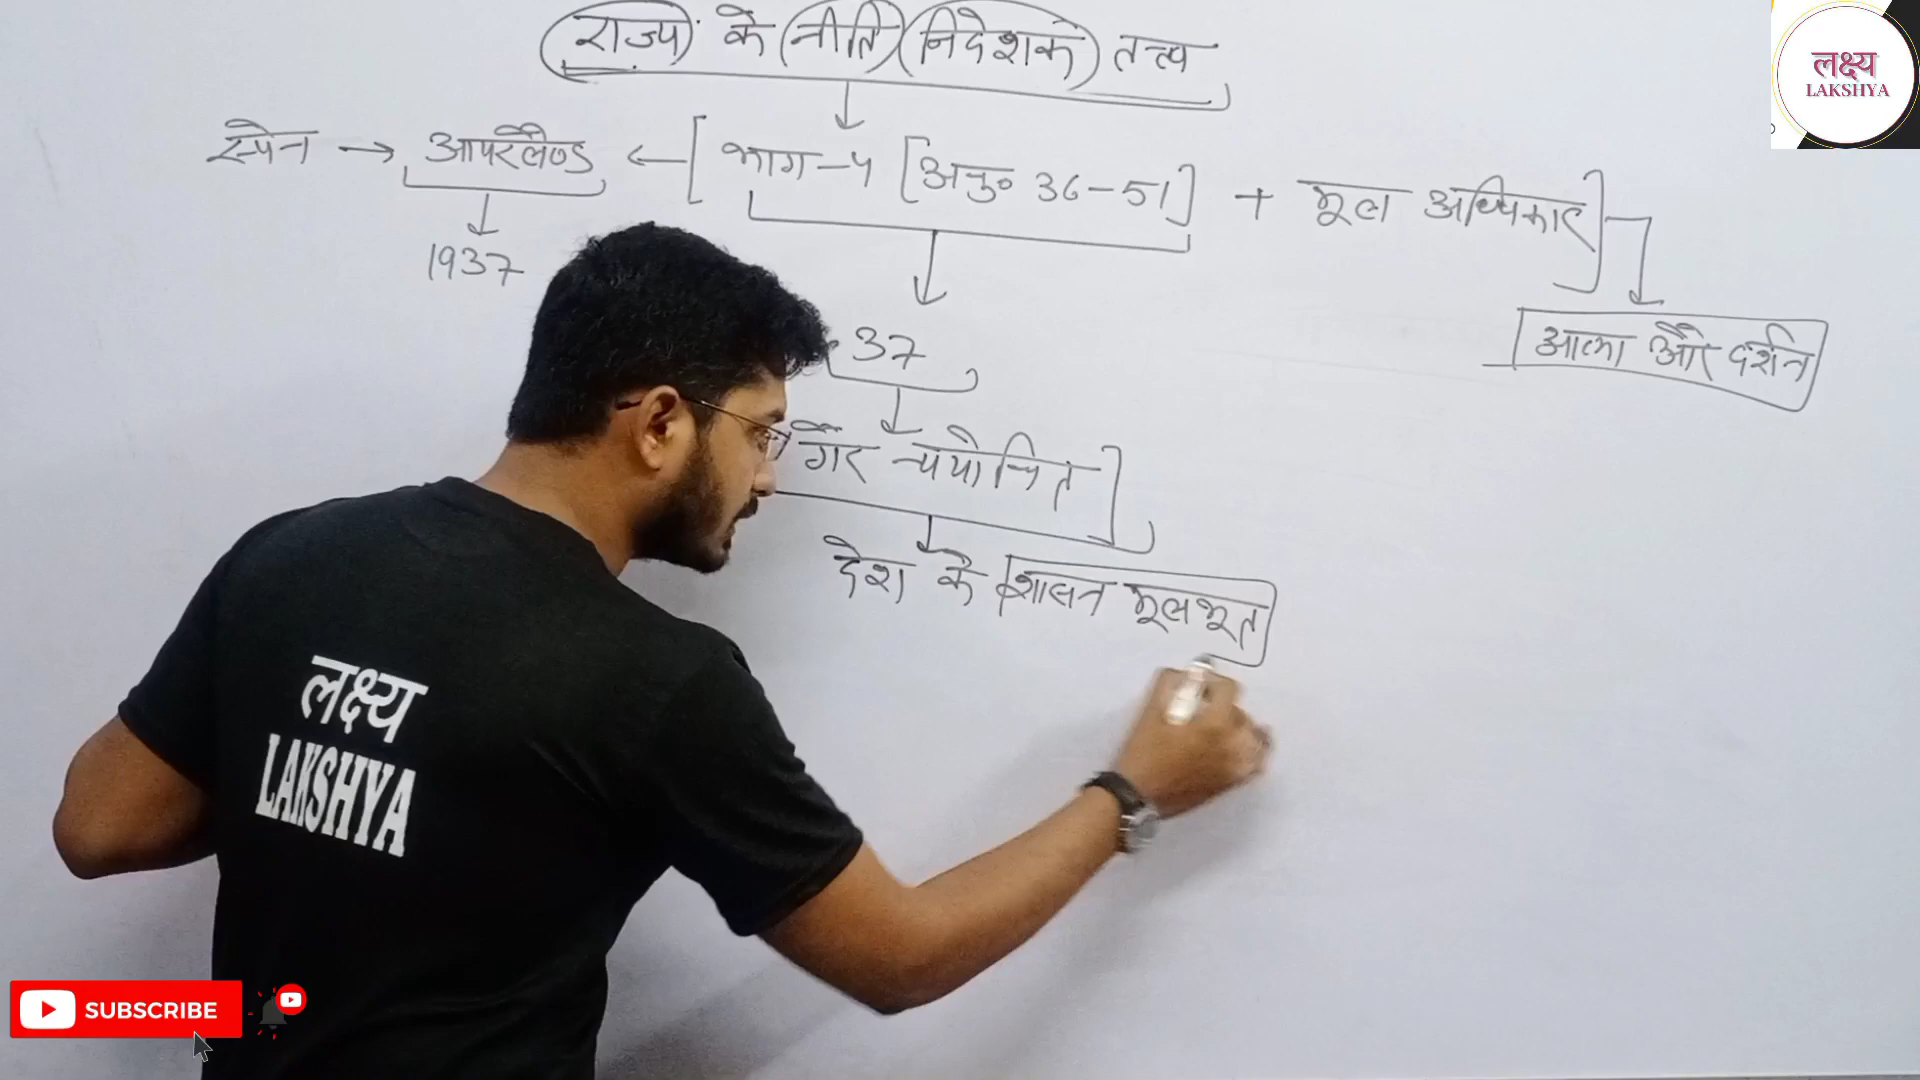 राज्य के नीति निदेशक तत्त्व
स्पेन → आयरलैण्ड ← [ भाग-4 [अनु० 36-51] + मूल अधिकार]
1937
37
आत्मा और दर्शन
गैर न्यायोचित]
देश के शासन मूलभूत
लक्ष्य
LAKSHYA
लक्ष्य
LAKSHYA
SUBSCRIBE